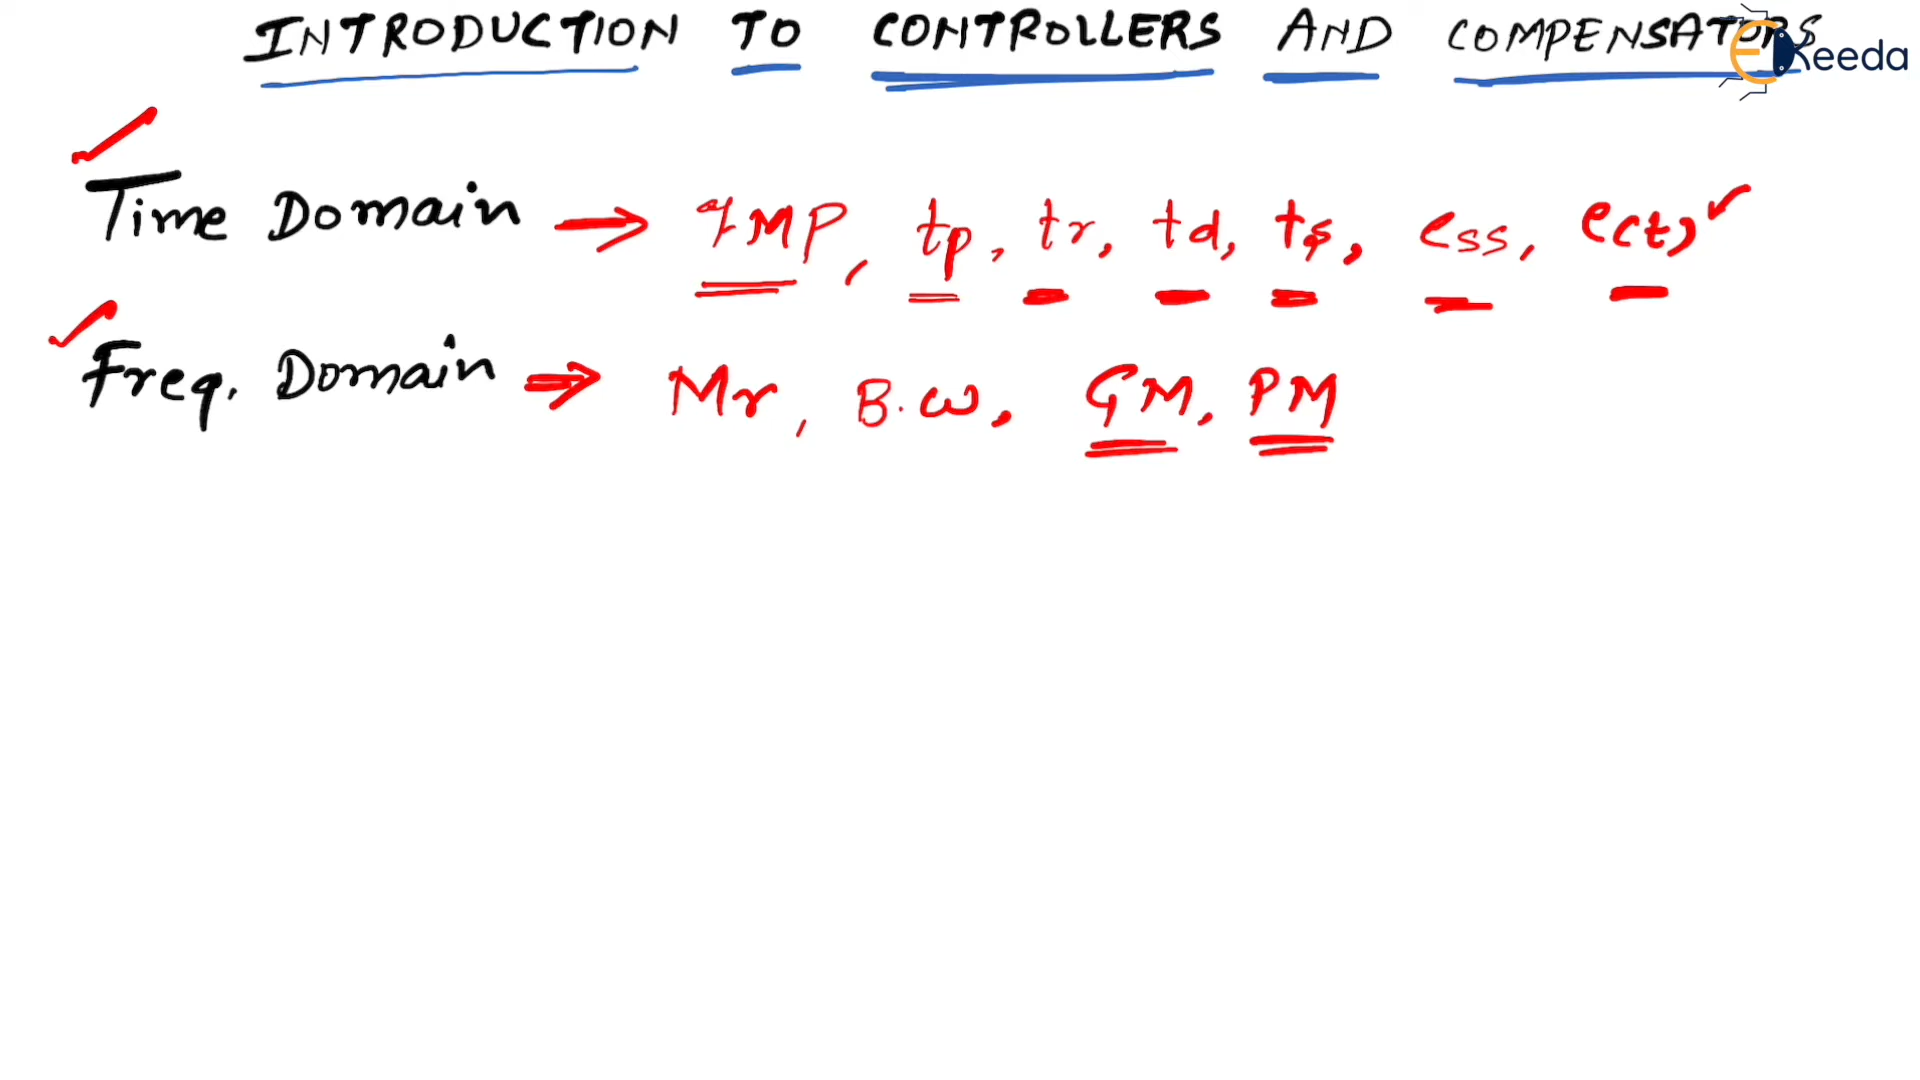 INTRODUCTION TO CONTROLLERS AND COMPENSATORS
EKeeda
Time Domain → % MP, tp, tr, td, ts, ess, e(t) ✓
Freq. Domain ⇒ Mr, B.W, GM, PM